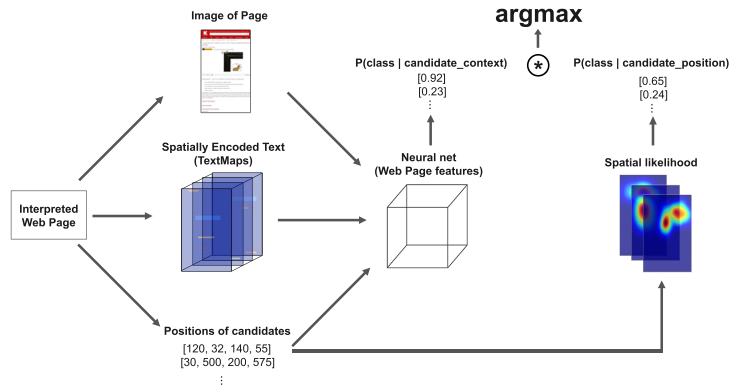 argmax
Image of Page
P(class | candidate_context)
[0.92]
[0.23]
⋮
*
P(class | candidate_position)
[0.65]
[0.24]
⋮
Spatially Encoded Text
(TextMaps)
Neural net
(Web Page features)
Spatial likelihood
Interpreted
Web Page
Positions of candidates
[120, 32, 140, 55]
[30, 500, 200, 575]
⋮